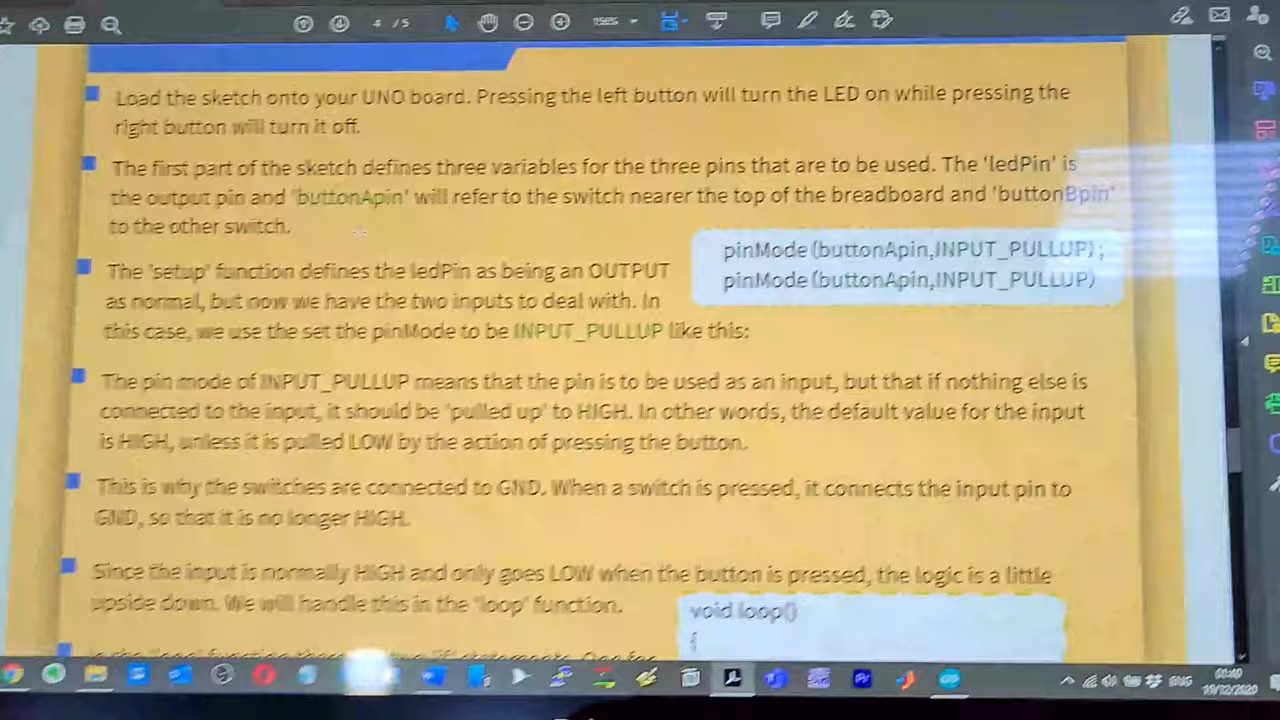 4 / 5
Load the sketch onto your UNO board. Pressing the left button will turn the LED on while pressing the
right button will turn it off.
The first part of the sketch defines three variables for the three pins that are to be used. The 'ledPin' is
the output pin and 'buttonApin' will refer to the switch nearer the top of the breadboard and 'buttonBpin'
to the other switch.
pinMode(buttonApin,INPUT_PULLUP);
pinMode(buttonApin,INPUT_PULLUP)
The 'setup' function defines the ledPin as being an OUTPUT
as normal, but now we have the two inputs to deal with. In
this case, we use the set the pinMode to be INPUT_PULLUP like this:
The pin mode of INPUT_PULLUP means that the pin is to be used as an input, but that if nothing else is
connected to the input, it should be 'pulled up' to HIGH. In other words, the default value for the input
is HIGH, unless it is pulled LOW by the action of pressing the button.
This is why the switches are connected to GND. When a switch is pressed, it connects the input pin to
GND, so that it is no longer HIGH.
Since the input is normally HIGH and only goes LOW when the button is pressed, the logic is a little
upside down. We will handle this in the 'loop' function.
void loop()
{
ENG